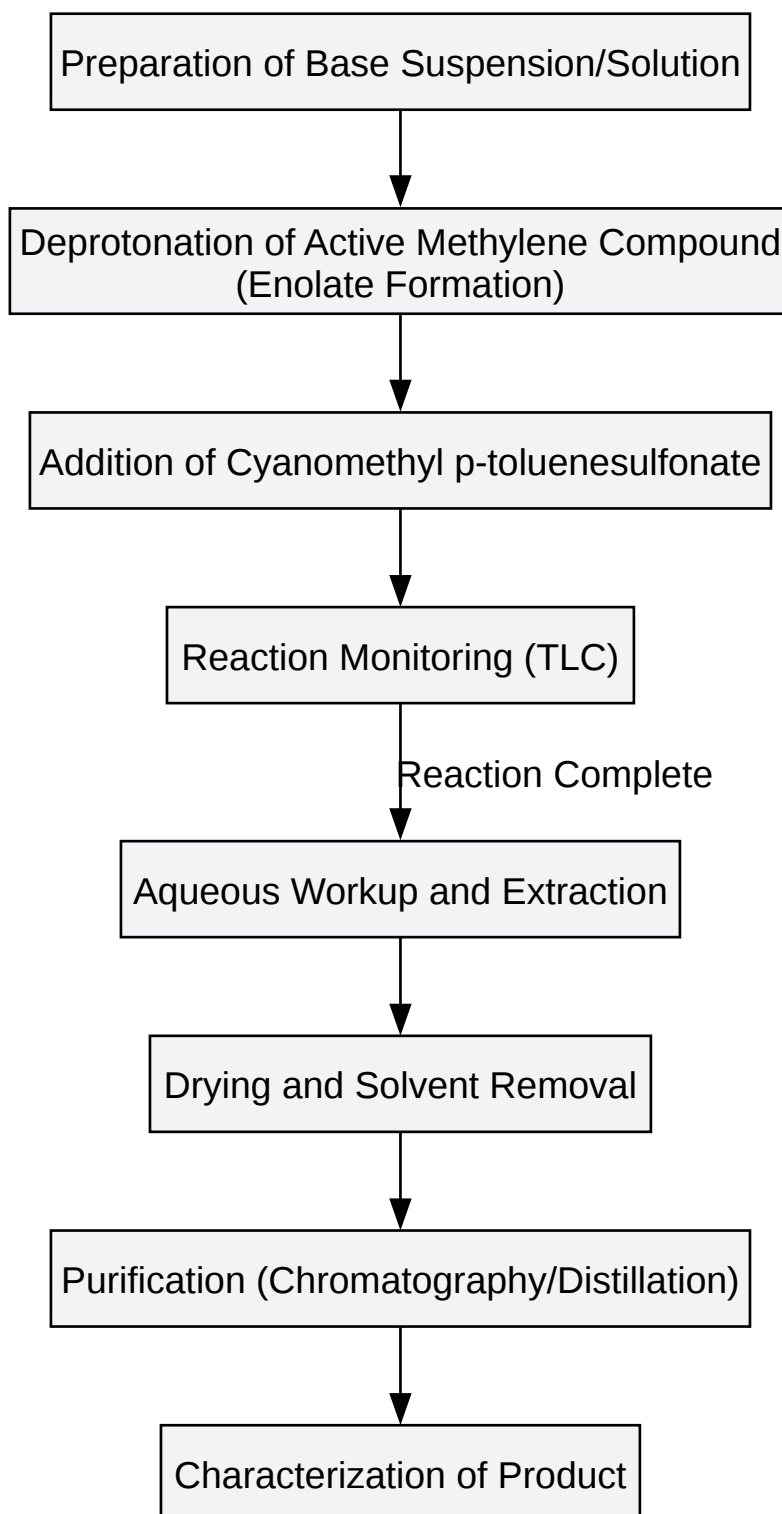 Preparation of Base Suspension/Solution
Deprotonation of Active Methylene Compound
(Enolate Formation)
Addition of Cyanomethyl p-toluenesulfonate
Reaction Monitoring (TLC)
Reaction Complete
Aqueous Workup and Extraction
Drying and Solvent Removal
Purification (Chromatography/Distillation)
Characterization of Product